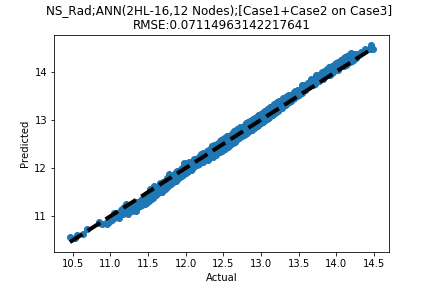 NS_Rad;ANN(2HL-16,12 Nodes);[Case1+Case2 on Case3]
RMSE:0.07114963142217641
14
13
12
11
Predicted
10.5 11.0 11.5 12.0 12.5 13.0 13.5 14.0 14.5
Actual